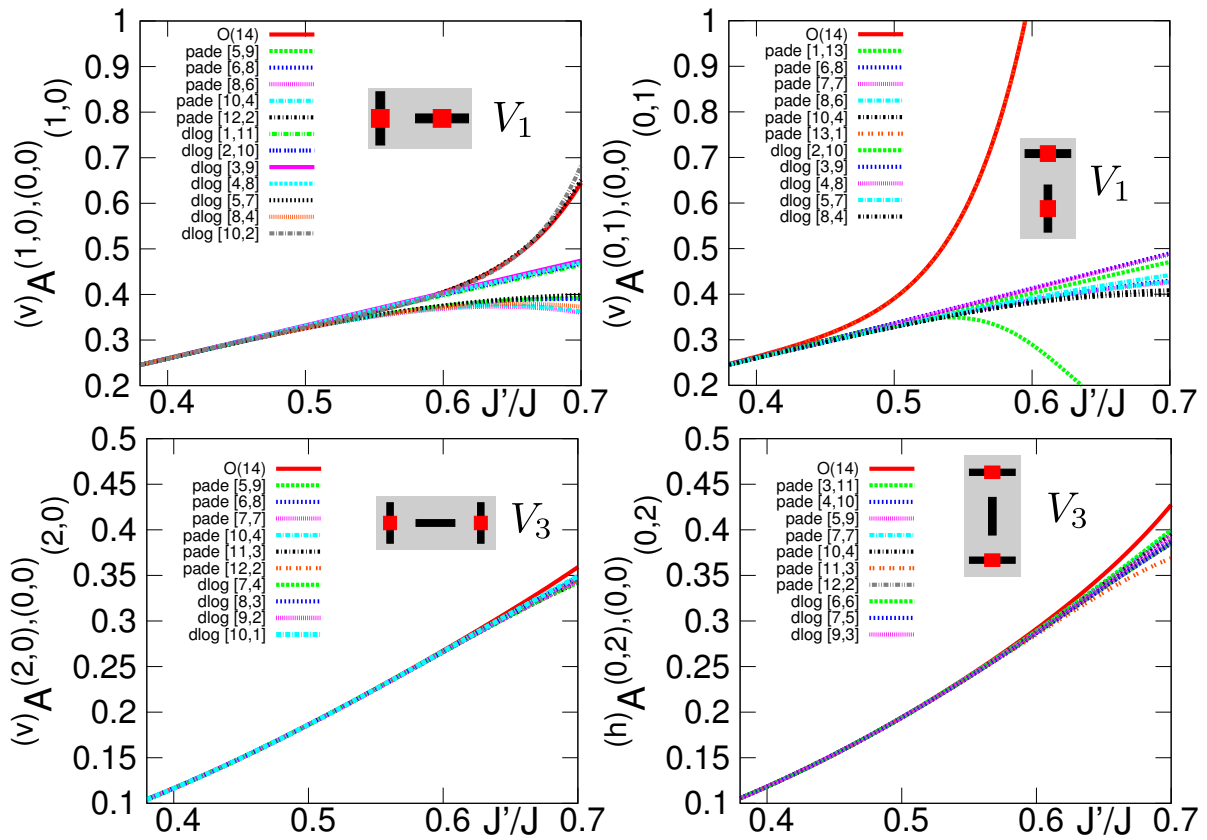 (v)A(1,0),(0,0)(1,0)
1
0.9
0.8
0.7
0.6
0.5
0.4
0.3
0.2
O(14)
pade [5,9]
pade [6,8]
pade [8,6]
pade [10,4]
pade [12,2]
dlog [1,11]
dlog [2,10]
dlog [3,9]
dlog [4,8]
dlog [5,7]
dlog [8,4]
dlog [10,2]
V1
0.4 0.5 0.6 J'/J 0.7
(v)A(0,1),(0,0)(0,1)
1
0.9
0.8
0.7
0.6
0.5
0.4
0.3
0.2
O(14)
pade [1,13]
pade [6,8]
pade [7,7]
pade [8,6]
pade [10,4]
pade [13,1]
dlog [2,10]
dlog [3,9]
dlog [4,8]
dlog [5,7]
dlog [8,4]
V1
0.4 0.5 0.6 J'/J 0.7
(v)A(2,0),(0,0)(2,0)
0.5
0.45
0.4
0.35
0.3
0.25
0.2
0.15
0.1
O(14)
pade [5,9]
pade [6,8]
pade [7,7]
pade [10,4]
pade [11,3]
pade [12,2]
dlog [7,4]
dlog [8,3]
dlog [9,2]
dlog [10,1]
V3
0.4 0.5 0.6 J'/J 0.7
(h)A(0,2),(0,0)(0,2)
0.5
0.45
0.4
0.35
0.3
0.25
0.2
0.15
0.1
O(14)
pade [3,11]
pade [4,10]
pade [5,9]
pade [7,7]
pade [10,4]
pade [11,3]
pade [12,2]
dlog [6,6]
dlog [7,5]
dlog [9,3]
V3
0.4 0.5 0.6 J'/J 0.7